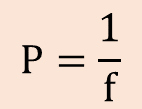 P = 1/f